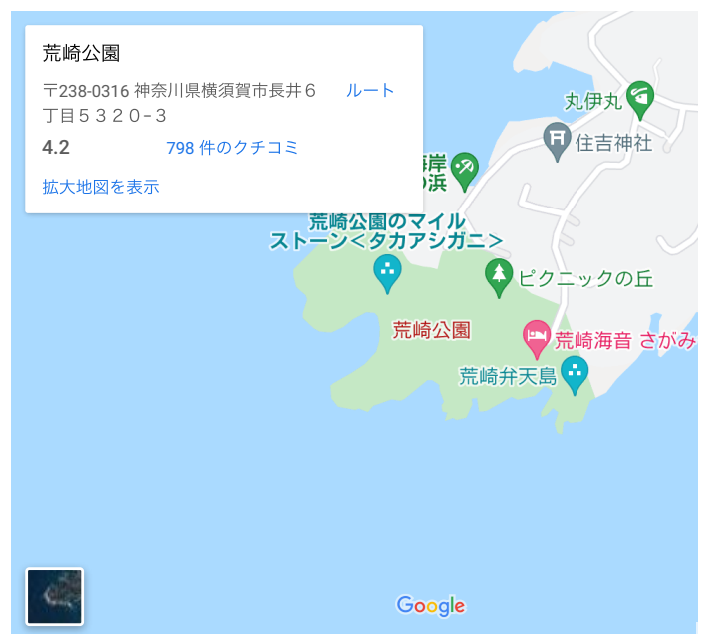 荒崎公園
〒238-0316 神奈川県横須賀市長井６
丁目５３２０−３
ルート
4.2
798 件のクチコミ
拡大地図を表示
丸伊丸
住吉神社
海岸
の浜
荒崎公園のマイル
ストーン＜タカアシガニ＞
ピクニックの丘
荒崎公園
荒崎海音 さがみ
荒崎弁天島
Google